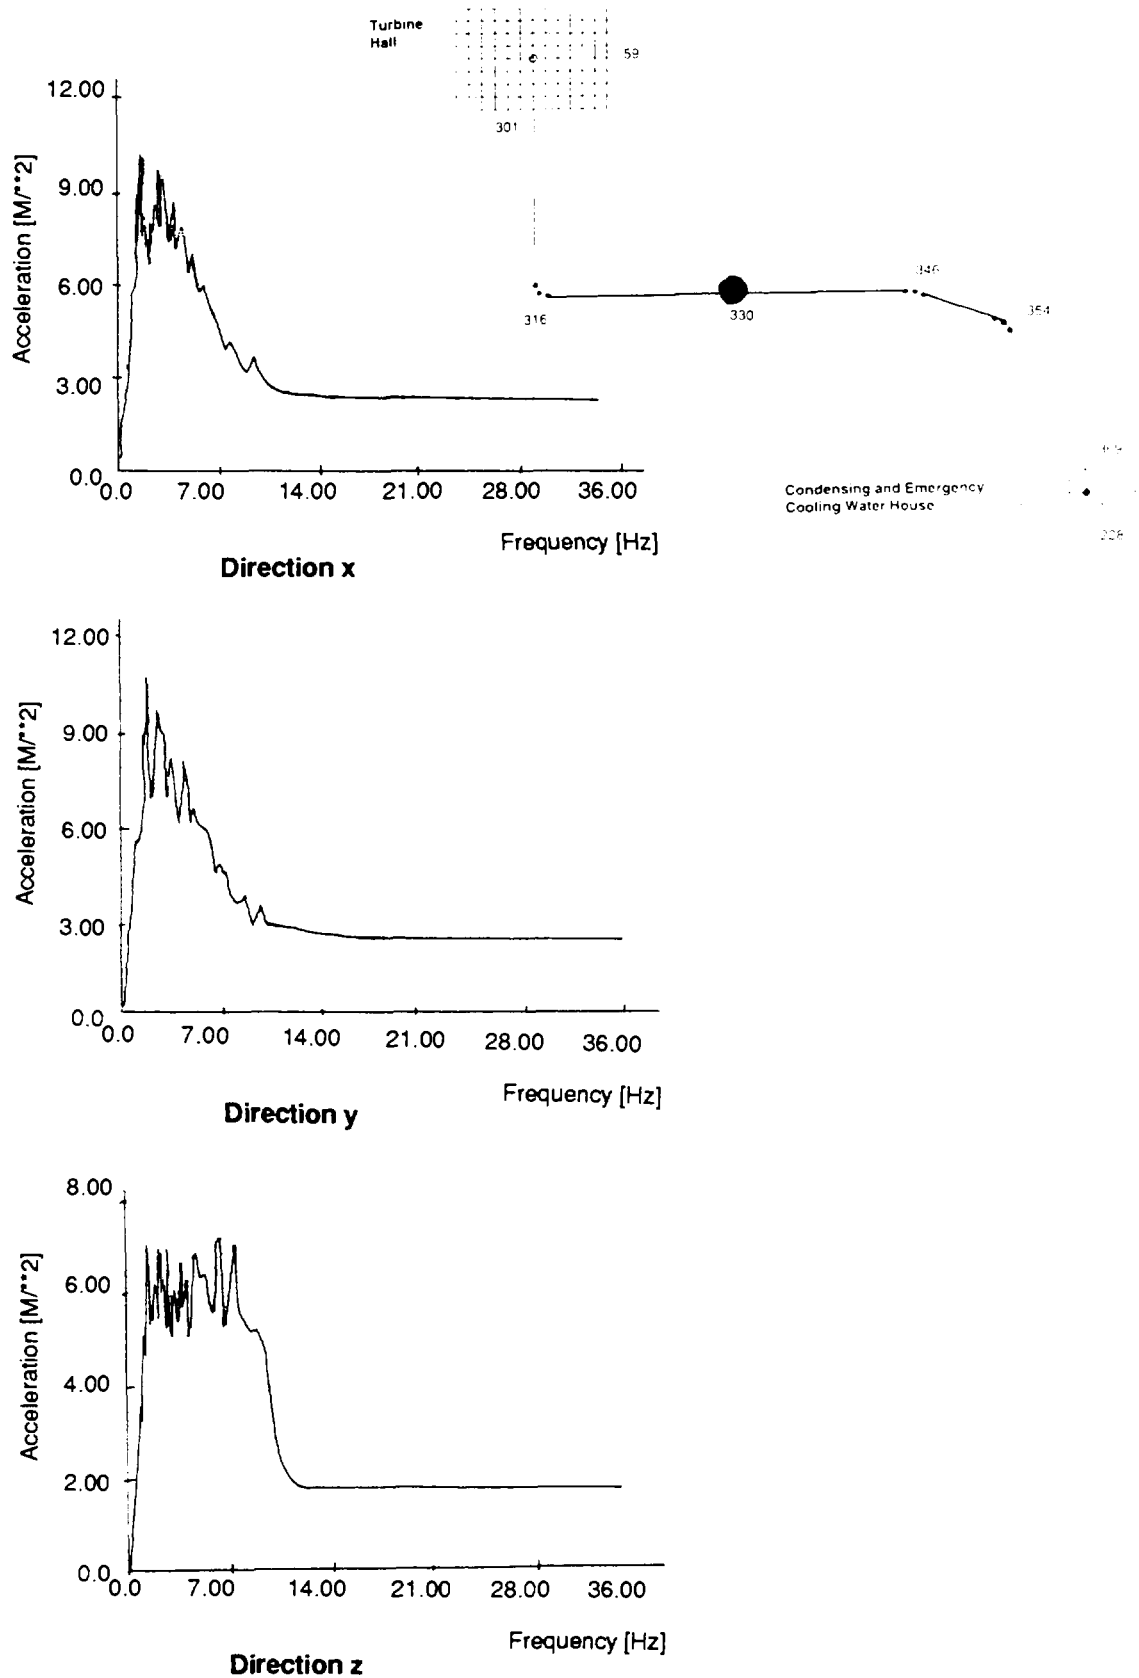 Turbine
Hall
59
301
12.00
9.00
6.00
3.00
0.0
Acceleration [M/**2]
0.0 7.00 14.00 21.00 28.00 36.00
Frequency [Hz]
Direction x
316
330
346
354
Condensing and Emergency
Cooling Water House
228
12.00
9.00
6.00
3.00
0.0
Acceleration [M/**2]
0.0 7.00 14.00 21.00 28.00 36.00
Frequency [Hz]
Direction y
8.00
6.00
4.00
2.00
0.0
Acceleration [M/**2]
0.0 7.00 14.00 21.00 28.00 36.00
Frequency [Hz]
Direction z